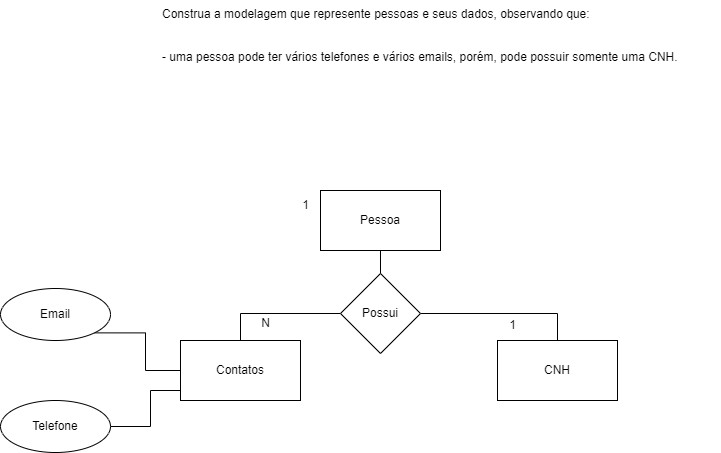 Construa a modelagem que represente pessoas e seus dados, observando que:
- uma pessoa pode ter vários telefones e vários emails, porém, pode possuir somente uma CNH.
1
Pessoa
Possui
Email
N
1
Contatos
CNH
Telefone